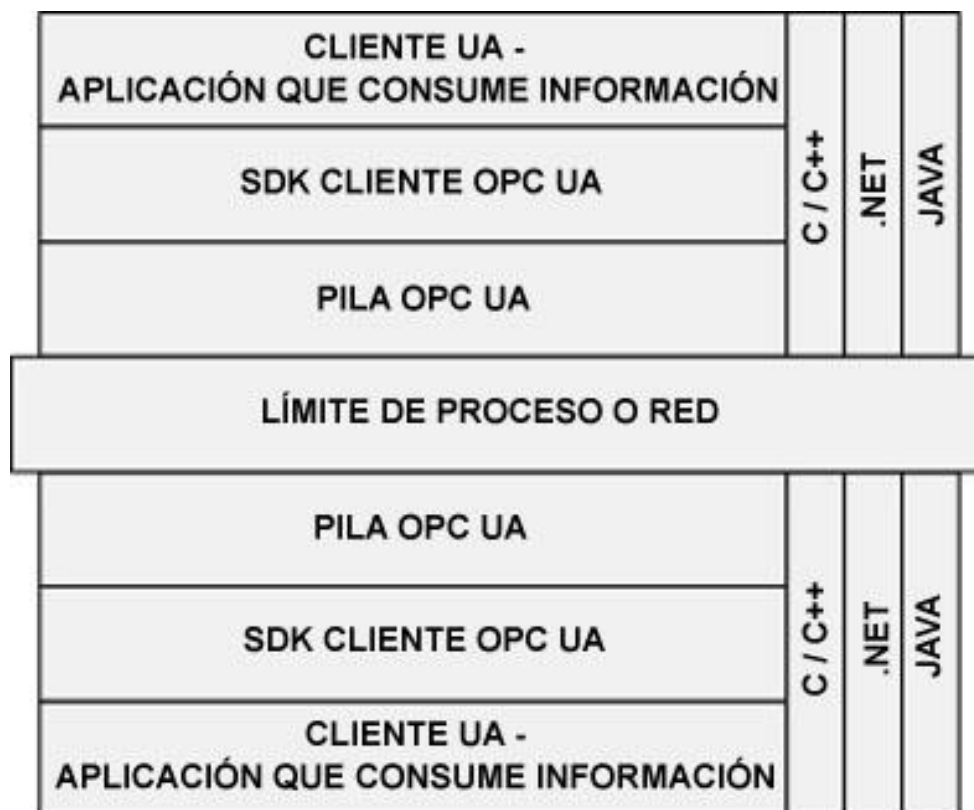 CLIENTE UA -
APLICACIÓN QUE CONSUME INFORMACIÓN
SDK CLIENTE OPC UA
PILA OPC UA
C / C++
.NET
JAVA
LÍMITE DE PROCESO O RED
PILA OPC UA
SDK CLIENTE OPC UA
CLIENTE UA -
APLICACIÓN QUE CONSUME INFORMACIÓN
C / C++
.NET
JAVA